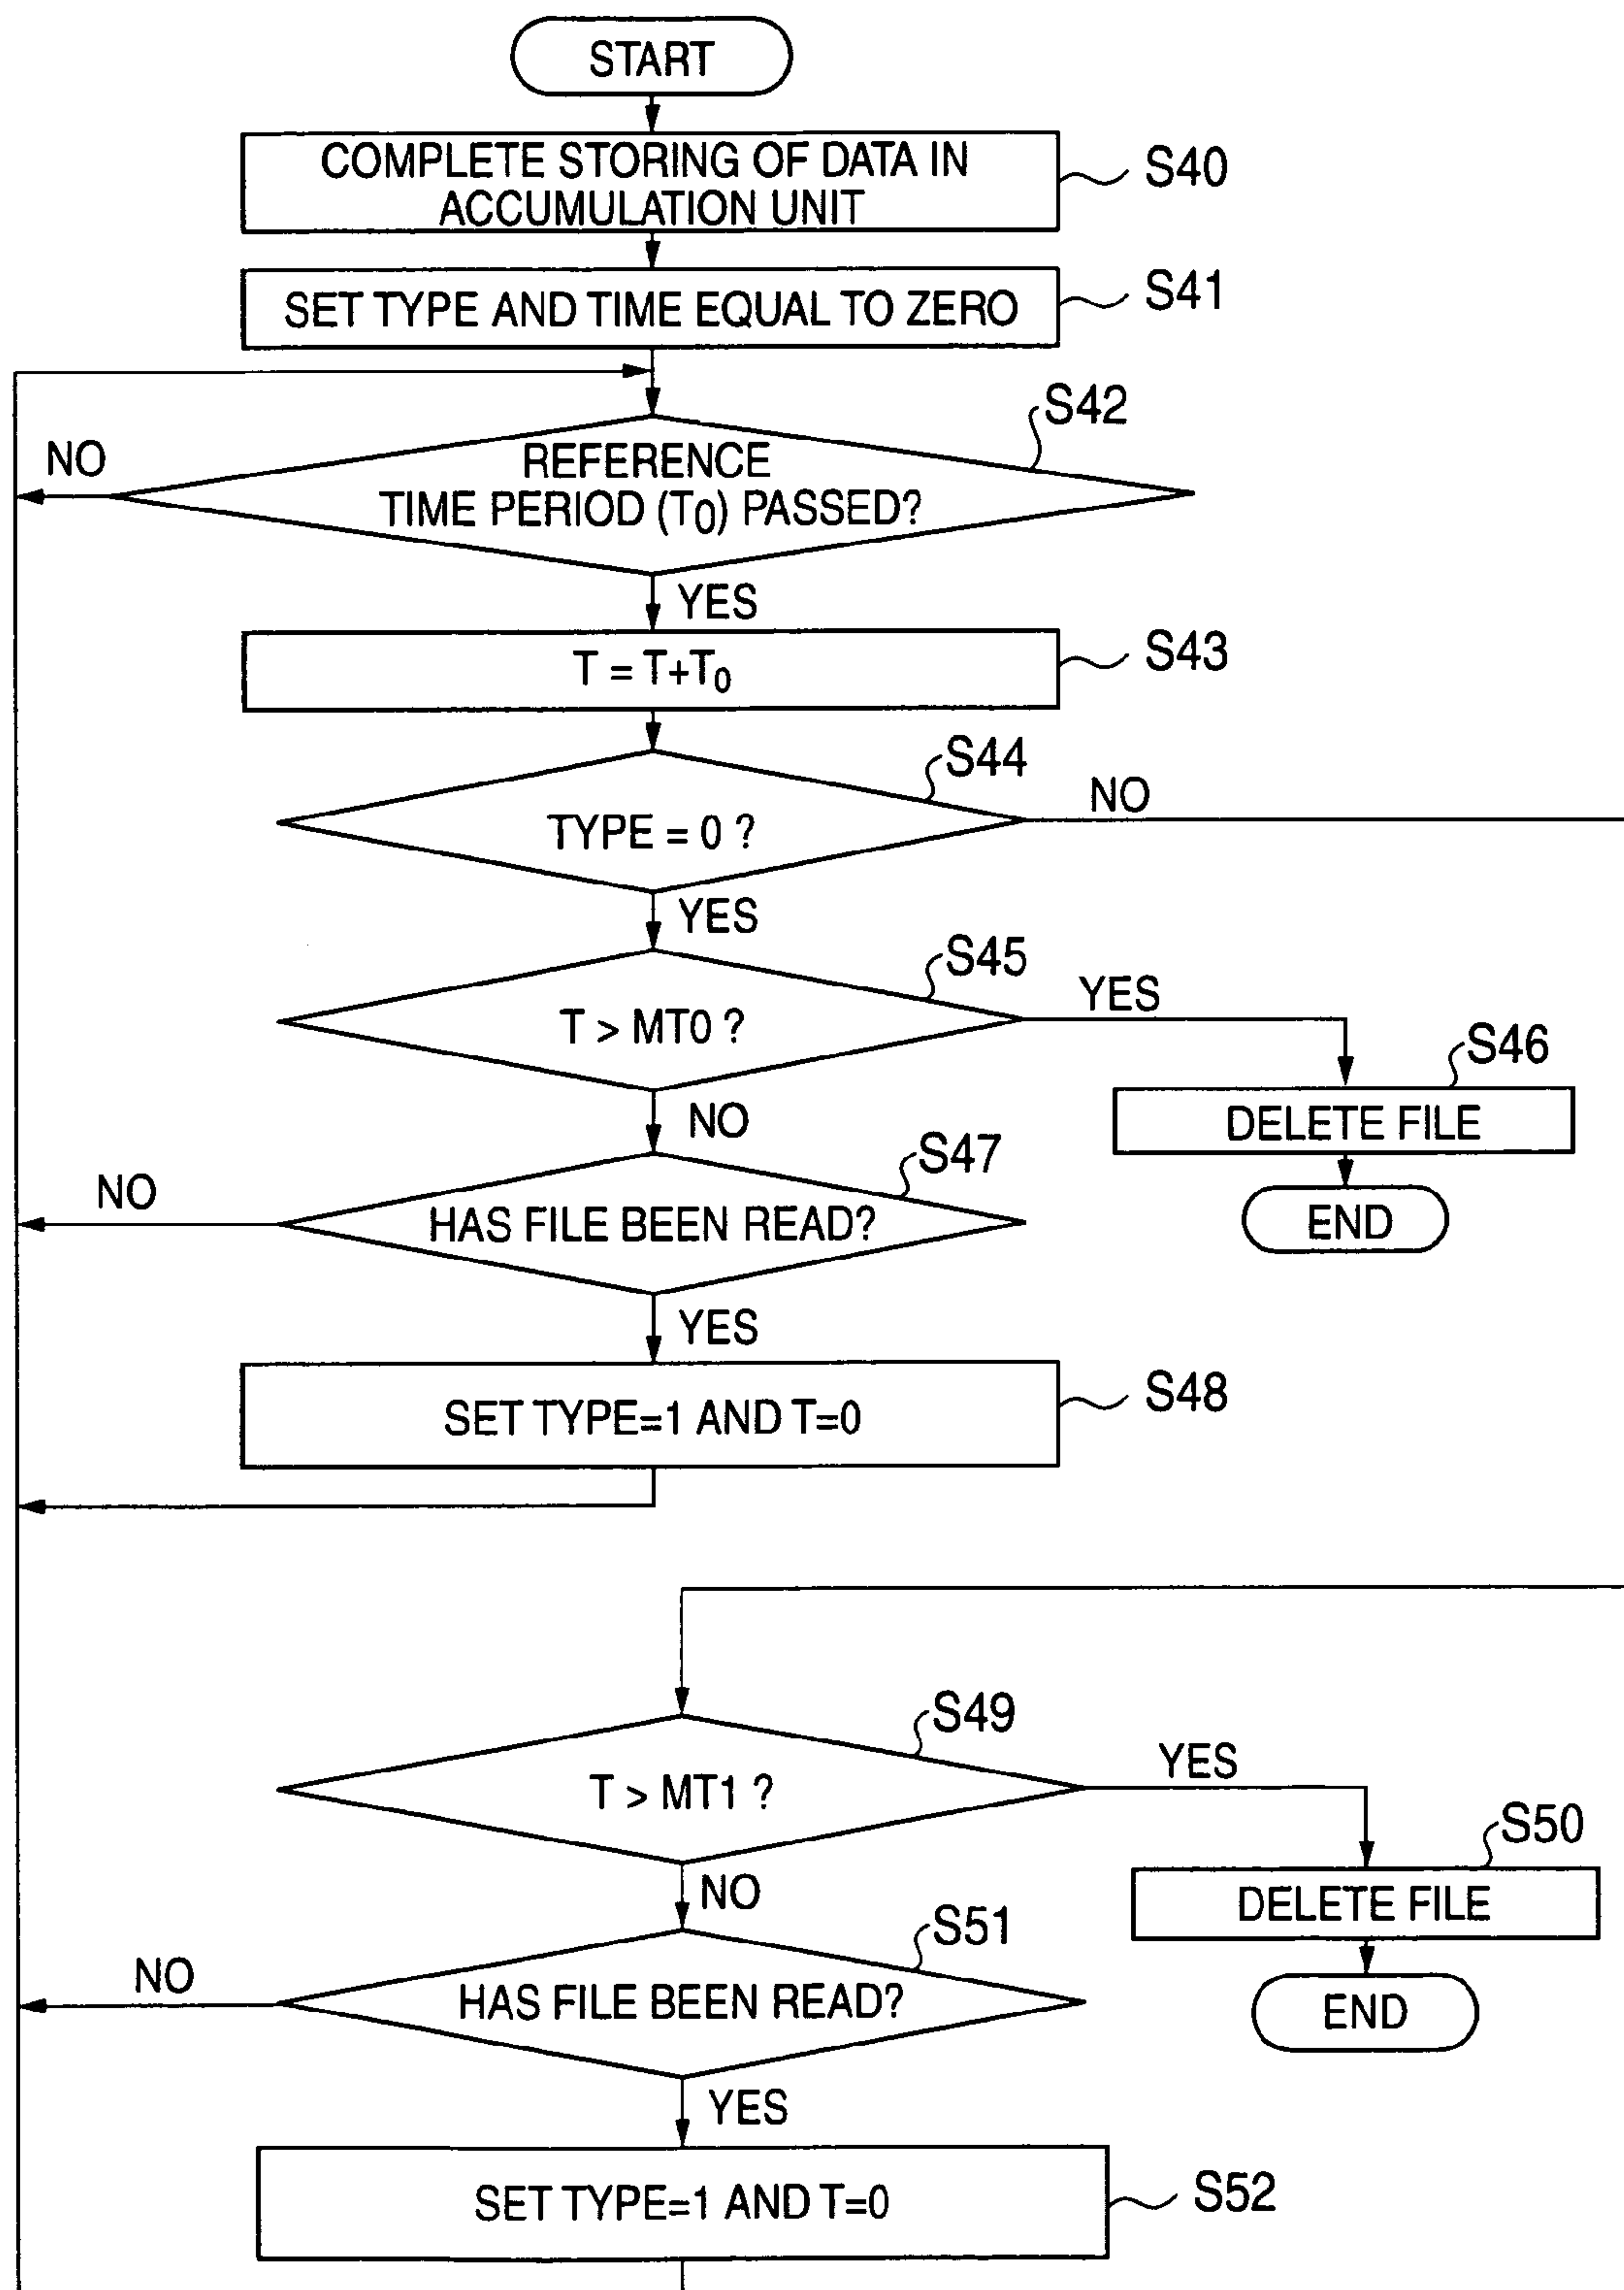 START
COMPLETE STORING OF DATA IN
ACCUMULATION UNIT
S40
SET TYPE AND TIME EQUAL TO ZERO
S41
S42
NO
REFERENCE
TIME PERIOD (T0) PASSED?
YES
T = T+T0
S43
S44
NO
TYPE = 0 ?
YES
S45
YES
T > MT0 ?
S46
DELETE FILE
NO
S47
NO
HAS FILE BEEN READ?
END
YES
SET TYPE=1 AND T=0
S48
S49
YES
T > MT1 ?
S50
DELETE FILE
NO
S51
NO
HAS FILE BEEN READ?
END
YES
SET TYPE=1 AND T=0
S52